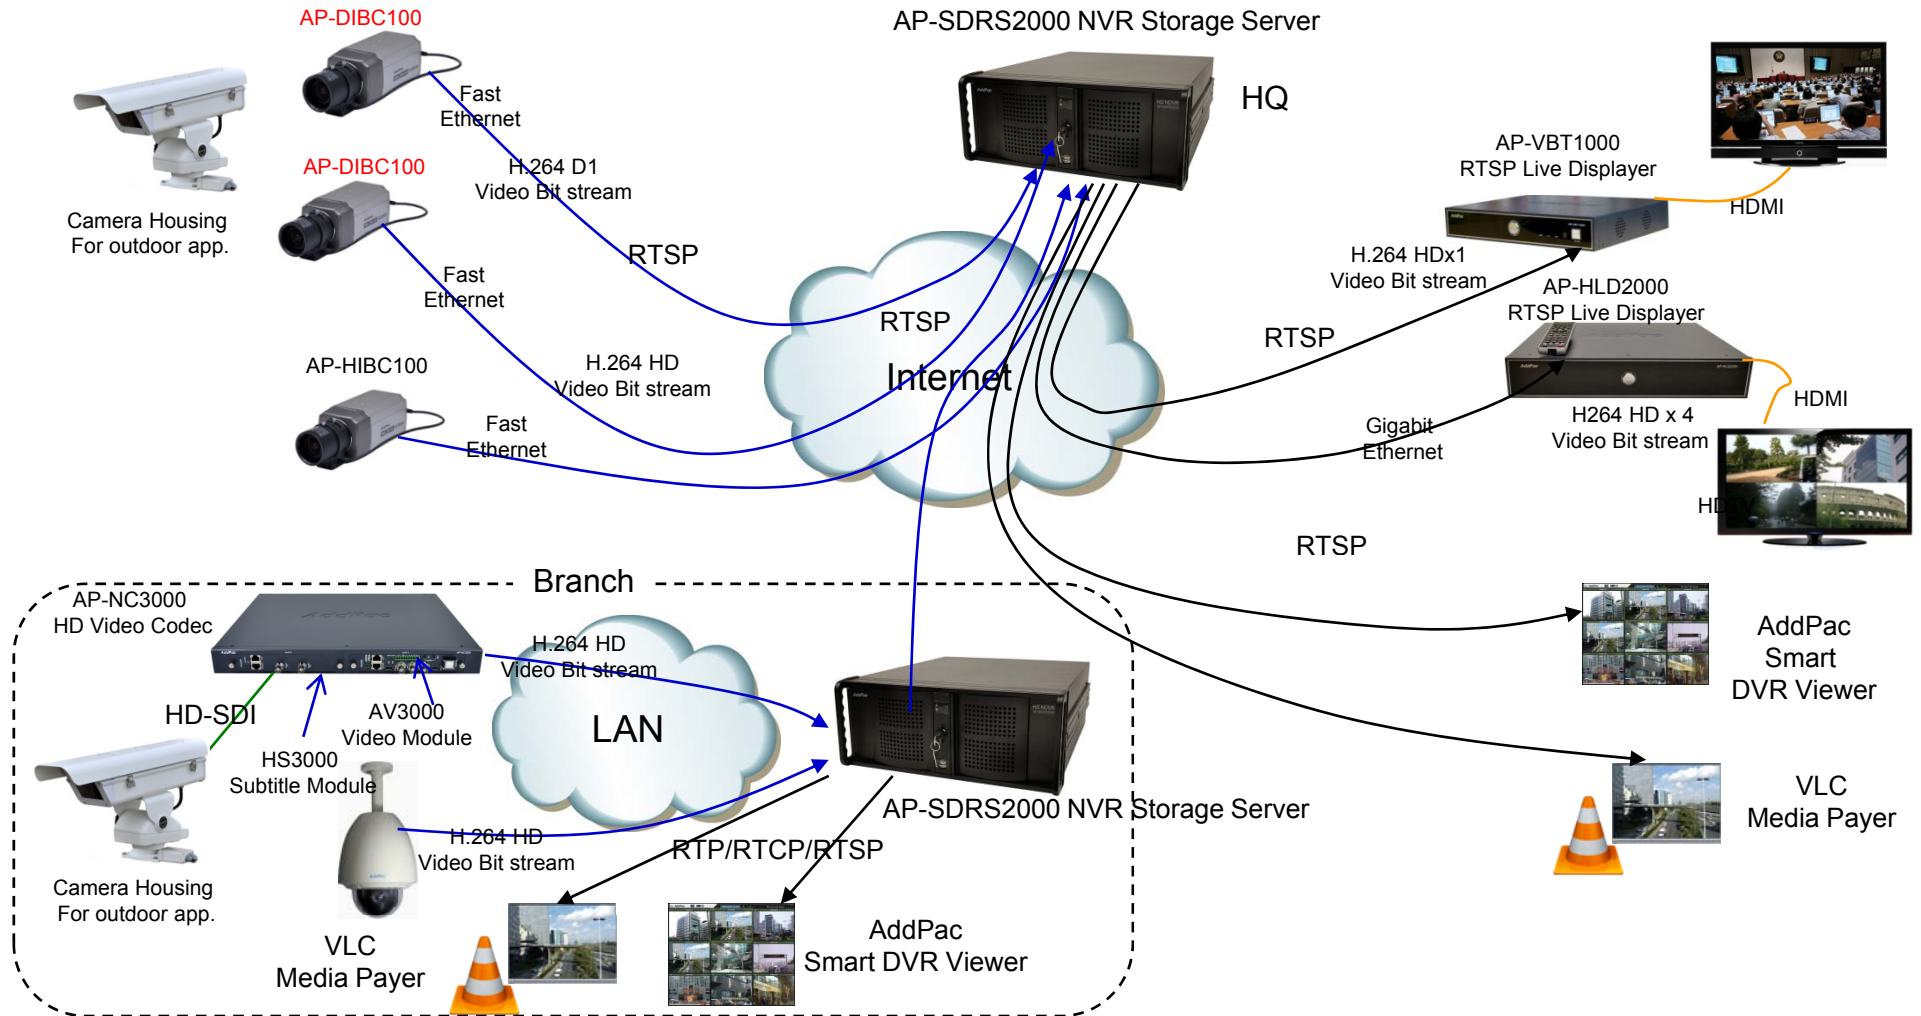 AP-DIBC100
AP-SDRS2000 NVR Storage Server
HQ
Fast
Ethernet
AP-DIBC100
H.264 D1
Video Bit stream
Camera Housing
For outdoor app.
RTSP
Fast
Ethernet
AP-VBT1000
RTSP Live Displayer
HDMI
H.264 HDx1
Video Bit stream
AP-HLD2000
RTSP Live Displayer
RTSP
RTSP
Internet
AP-HIBC100
H.264 HD
Video Bit stream
Fast
Ethernet
AddPac
HDMI
H264 HD x 4
Video Bit stream
Gigabit
Ethernet
HDTV
RTSP
Branch
AP-NC3000
HD Video Codec
AddPac
H.264 HD
Video Bit stream
LAN
HD-SDI
AV3000
Video Module
HS3000
Subtitle Module
AddPac
Smart
DVR Viewer
AP-SDRS2000 NVR Storage Server
H.264 HD
Video Bit stream
RTP/RTCP/RTSP
VLC
Media Payer
Camera Housing
For outdoor app.
VLC
Media Payer
AddPac
Smart DVR Viewer